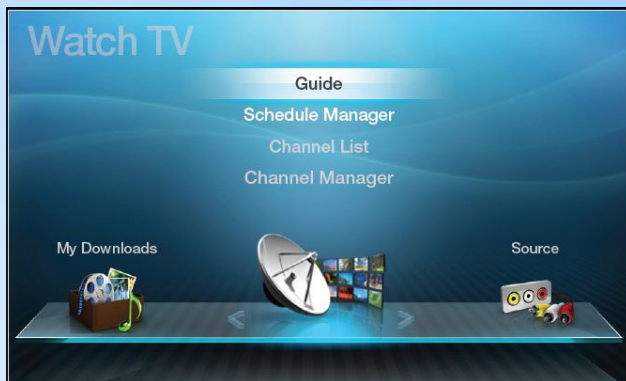 Watch TV
Guide
Schedule Manager
Channel List
Channel Manager
My Downloads
Source